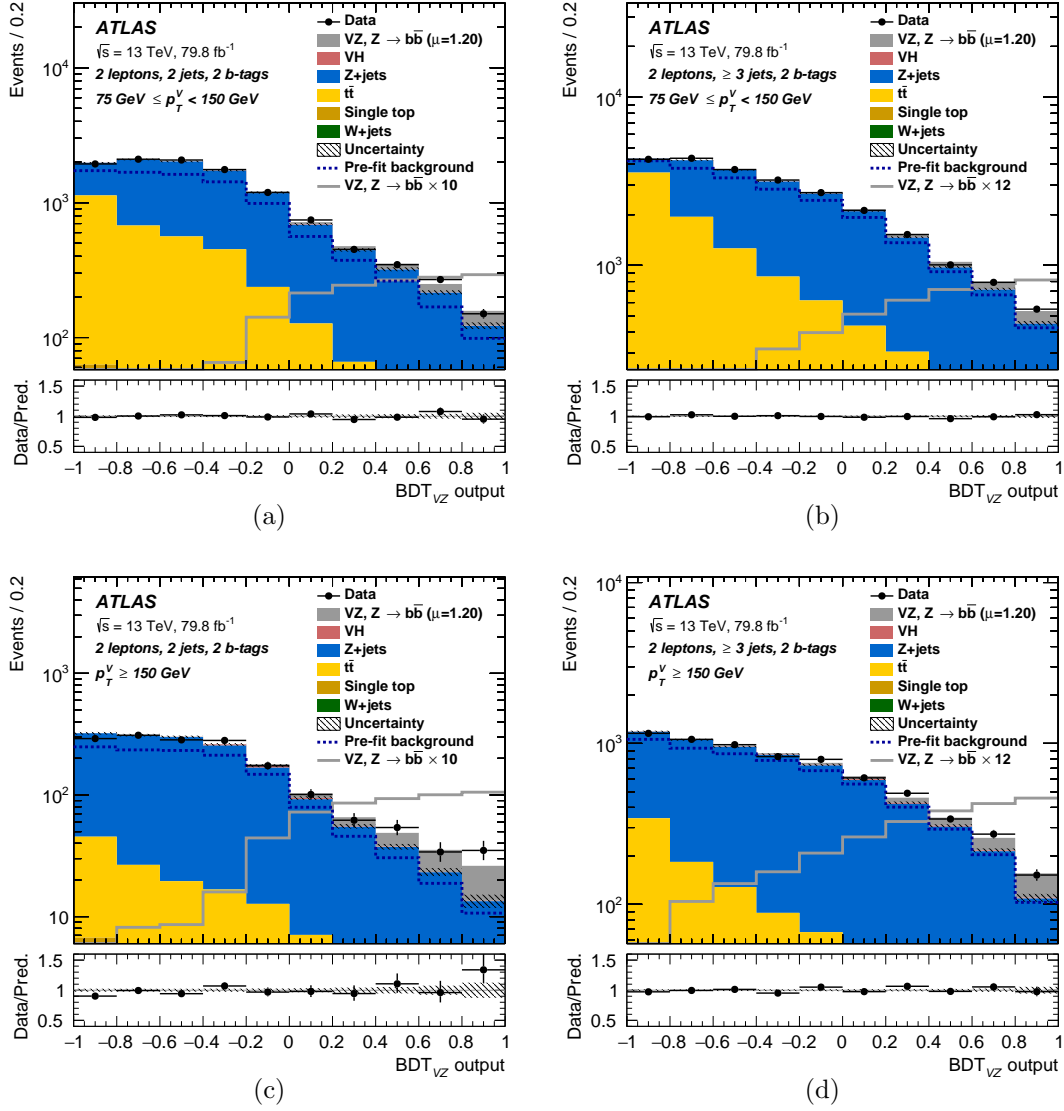 Events / 0.2
10⁴
10³
10²
ATLAS
√s = 13 TeV, 79.8 fb⁻¹
2 leptons, 2 jets, 2 b-tags
75 GeV ≤ p_T^V < 150 GeV
Data
VZ, Z → bb̅ (μ=1.20)
VH
Z+jets
tt̅
Single top
W+jets
Uncertainty
Pre-fit background
VZ, Z → bb̅ × 10
Data/Pred.
1.5
1
0.5
−1 −0.8 −0.6 −0.4 −0.2 0 0.2 0.4 0.6 0.8 1
BDT_VZ output
(a)
Events / 0.2
10⁴
10³
ATLAS
√s = 13 TeV, 79.8 fb⁻¹
2 leptons, ≥ 3 jets, 2 b-tags
75 GeV ≤ p_T^V < 150 GeV
Data
VZ, Z → bb̅ (μ=1.20)
VH
Z+jets
tt̅
Single top
W+jets
Uncertainty
Pre-fit background
VZ, Z → bb̅ × 12
Data/Pred.
1.5
1
0.5
−1 −0.8 −0.6 −0.4 −0.2 0 0.2 0.4 0.6 0.8 1
BDT_VZ output
(b)
Events / 0.2
10³
10²
10
ATLAS
√s = 13 TeV, 79.8 fb⁻¹
2 leptons, 2 jets, 2 b-tags
p_T^V ≥ 150 GeV
Data
VZ, Z → bb̅ (μ=1.20)
VH
Z+jets
tt̅
Single top
W+jets
Uncertainty
Pre-fit background
VZ, Z → bb̅ × 10
Data/Pred.
1.5
1
0.5
−1 −0.8 −0.6 −0.4 −0.2 0 0.2 0.4 0.6 0.8 1
BDT_VZ output
(c)
Events / 0.2
10⁴
10³
10²
ATLAS
√s = 13 TeV, 79.8 fb⁻¹
2 leptons, ≥ 3 jets, 2 b-tags
p_T^V ≥ 150 GeV
Data
VZ, Z → bb̅ (μ=1.20)
VH
Z+jets
tt̅
Single top
W+jets
Uncertainty
Pre-fit background
VZ, Z → bb̅ × 12
Data/Pred.
1.5
1
0.5
−1 −0.8 −0.6 −0.4 −0.2 0 0.2 0.4 0.6 0.8 1
BDT_VZ output
(d)